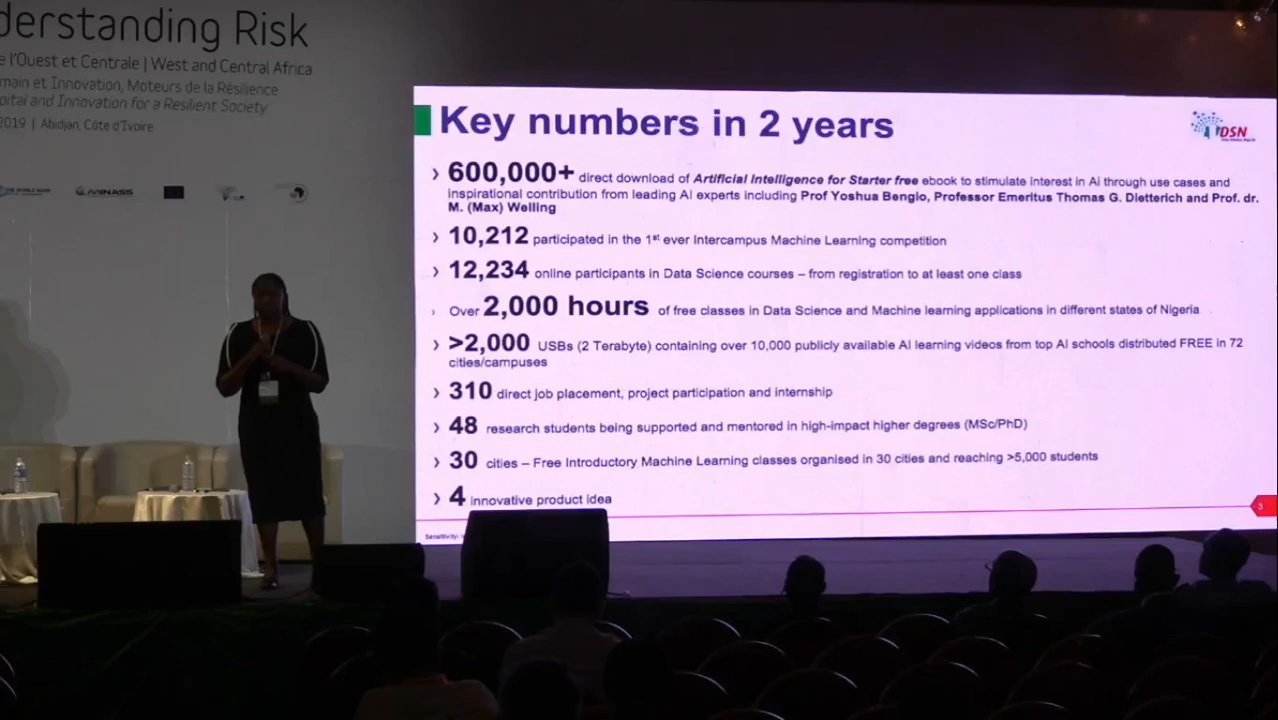 derstanding Risk
e l'Ouest et Centrale | West and Central Africa
main et Innovation, Moteurs de la Résilience
pital and Innovation for a Resilient Society
2019 | Abidjan, Côte d'Ivoire
Key numbers in 2 years
DSN
› 600,000+ direct download of Artificial Intelligence for Starter free ebook to stimulate interest in Ai through use cases and
inspirational contribution from leading AI experts including Prof Yoshua Bengio, Professor Emeritus Thomas G. Dietterich and Prof. dr.
M. (Max) Welling
› 10,212 participated in the 1st ever Intercampus Machine Learning competition
› 12,234 online participants in Data Science courses – from registration to at least one class
› Over 2,000 hours of free classes in Data Science and Machine learning applications in different states of Nigeria
› >2,000 USBs (2 Terabyte) containing over 10,000 publicly available AI learning videos from top AI schools distributed FREE in 72
cities/campuses
› 310 direct job placement, project participation and internship
› 48 research students being supported and mentored in high-impact higher degrees (MSc/PhD)
› 30 cities – Free Introductory Machine Learning classes organised in 30 cities and reaching >5,000 students
› 4 innovative product idea
3
Sensitivity: